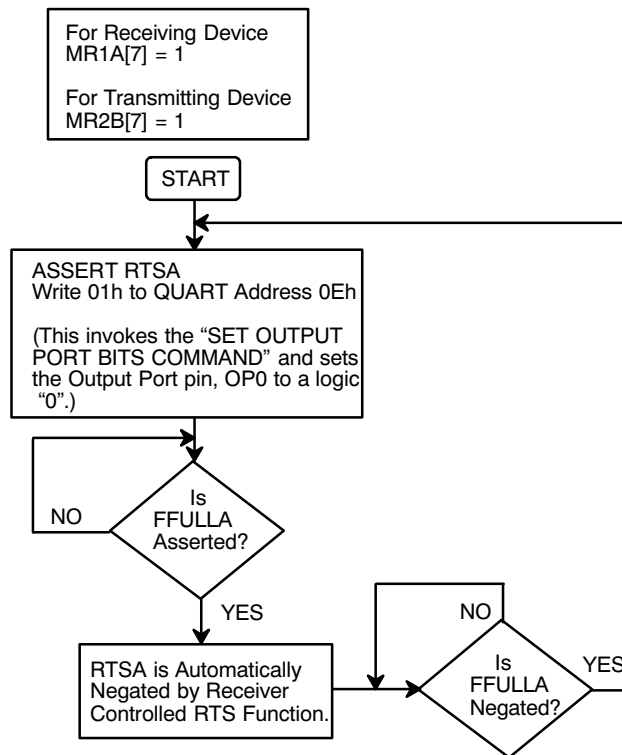 For Receiving Device
MR1A[7] = 1
For Transmitting Device
MR2B[7] = 1
START
ASSERT RTSA
Write 01h to QUART Address 0Eh
(This invokes the “SET OUTPUT
PORT BITS COMMAND” and sets
the Output Port pin, OP0 to a logic
“0”.)
Is
FFULLA
Asserted?
NO
YES
RTSA is Automatically
Negated by Receiver
Controlled RTS Function.
NO
Is
FFULLA
Negated?
YES